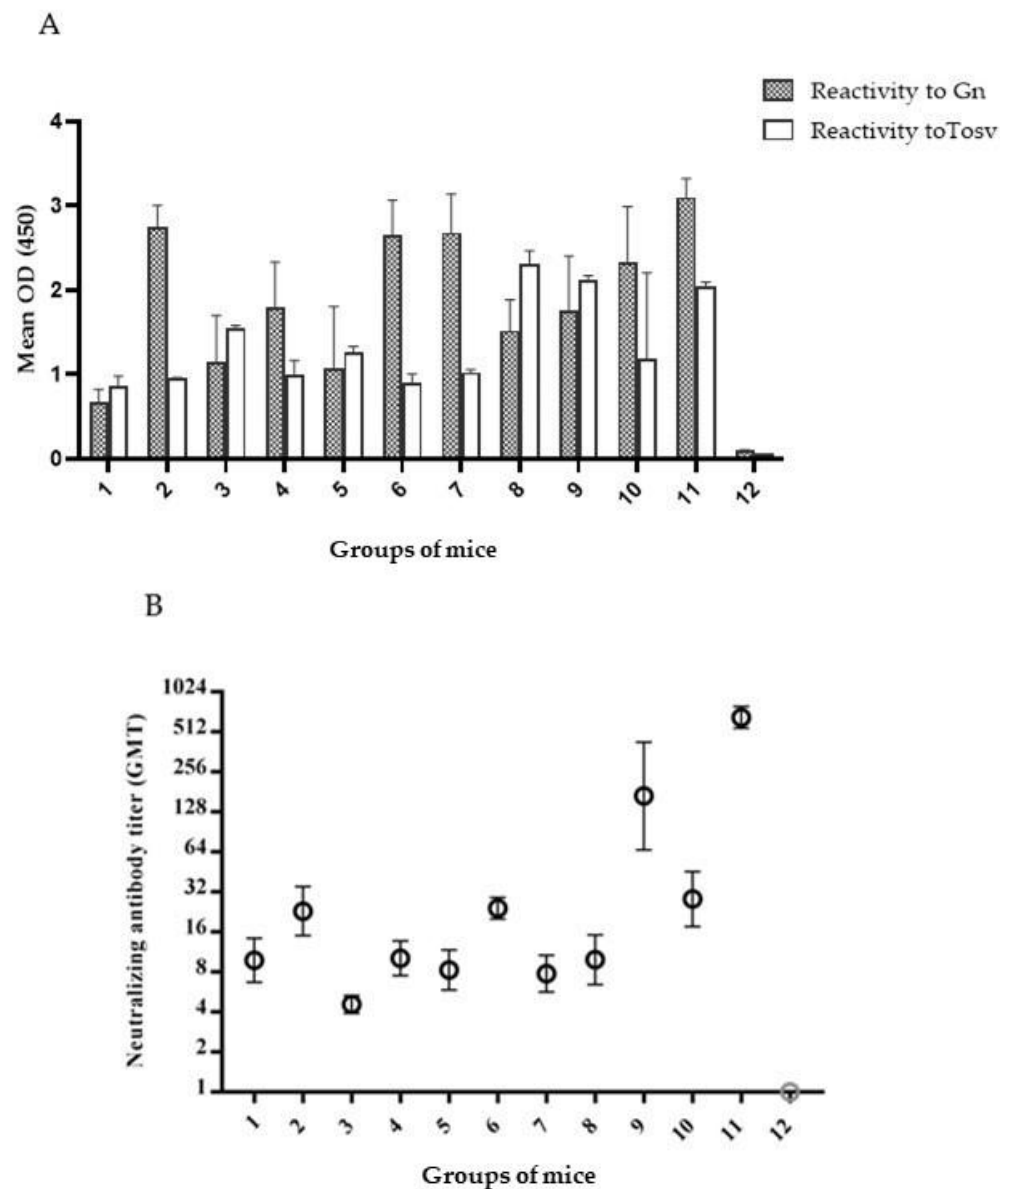 A
Reactivity to Gn
Reactivity toTosv
4
3
2
1
0
Mean OD (450)
1 2 3 4 5 6 7 8 9 10 11 12
Groups of mice
B
1024
512
256
128
64
32
16
8
4
2
1
Neutralizing antibody titer (GMT)
1 2 3 4 5 6 7 8 9 10 11 12
Groups of mice